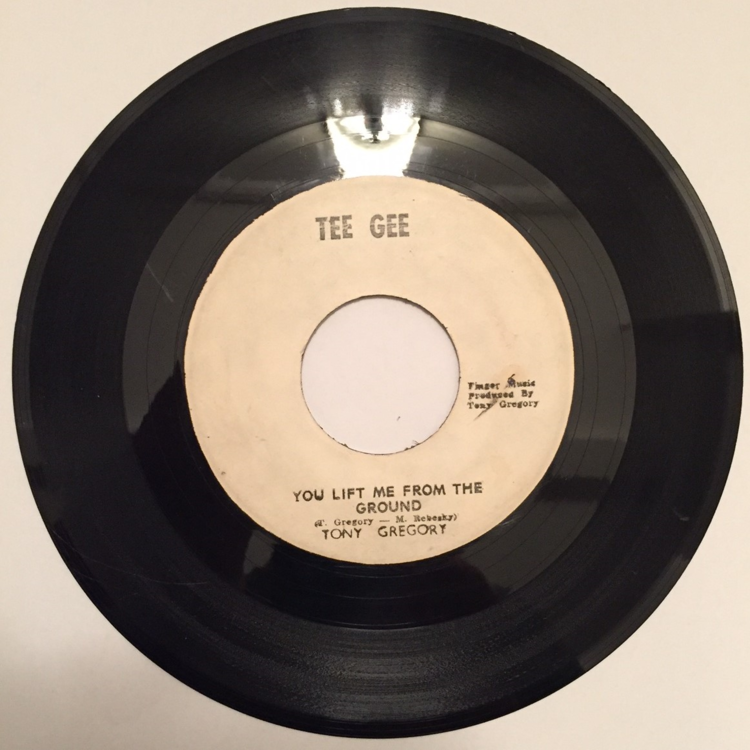 TEE GEE
Finger Music
Produced By
Tony Gregory
YOU LIFT ME FROM THE
GROUND
(T. Gregory — M. Rebesky)
TONY GREGORY